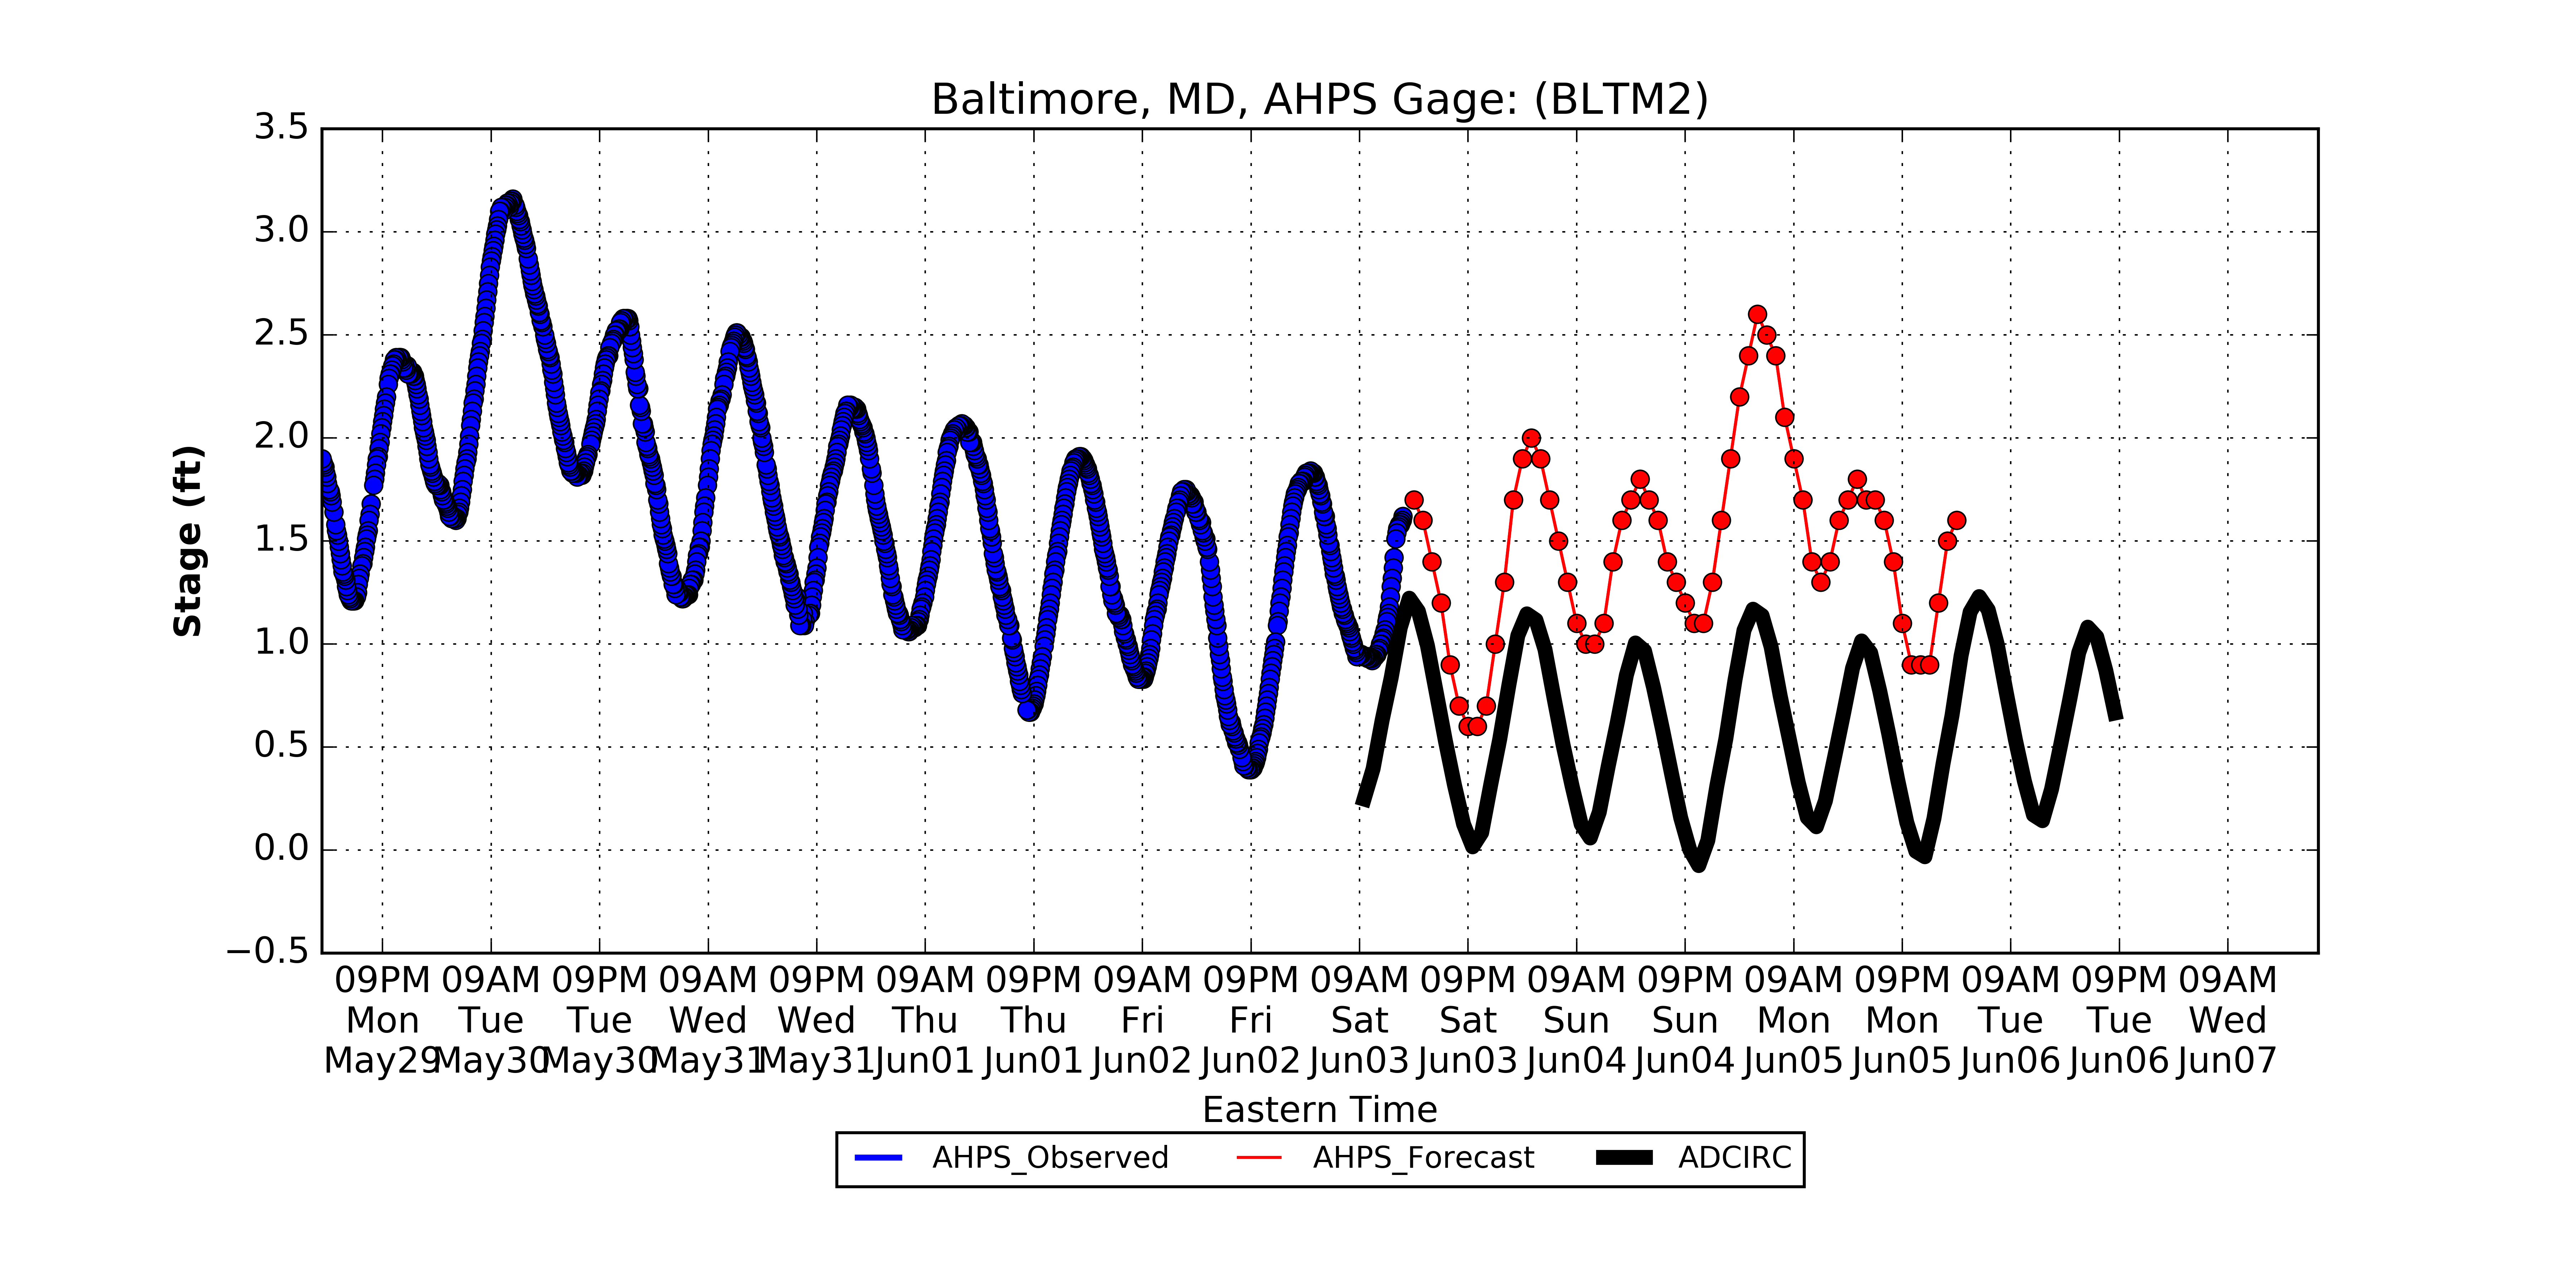 Baltimore, MD, AHPS Gage: (BLTM2)
3.5
3.0
2.5
2.0
1.5
1.0
0.5
0.0
−0.5
Stage (ft)
09PM 09AM 09PM 09AM 09PM 09AM 09PM 09AM 09PM 09AM 09PM 09AM 09PM 09AM 09PM 09AM 09PM 09AM
Mon Tue Tue Wed Wed Thu Thu Fri Fri Sat Sat Sun Sun Mon Mon Tue Tue Wed
May29 May30 May30 May31 May31 Jun01 Jun01 Jun02 Jun02 Jun03 Jun03 Jun04 Jun04 Jun05 Jun05 Jun06 Jun06 Jun07
Eastern Time
AHPS_Observed AHPS_Forecast ADCIRC